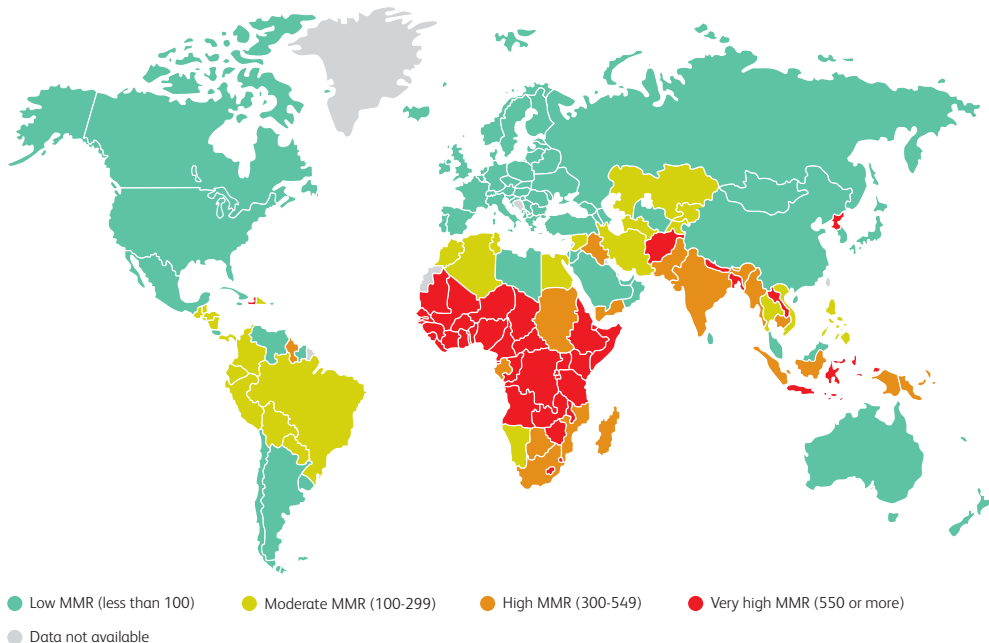 Low MMR (less than 100)
Moderate MMR (100-299)
High MMR (300-549)
Very high MMR (550 or more)
Data not available